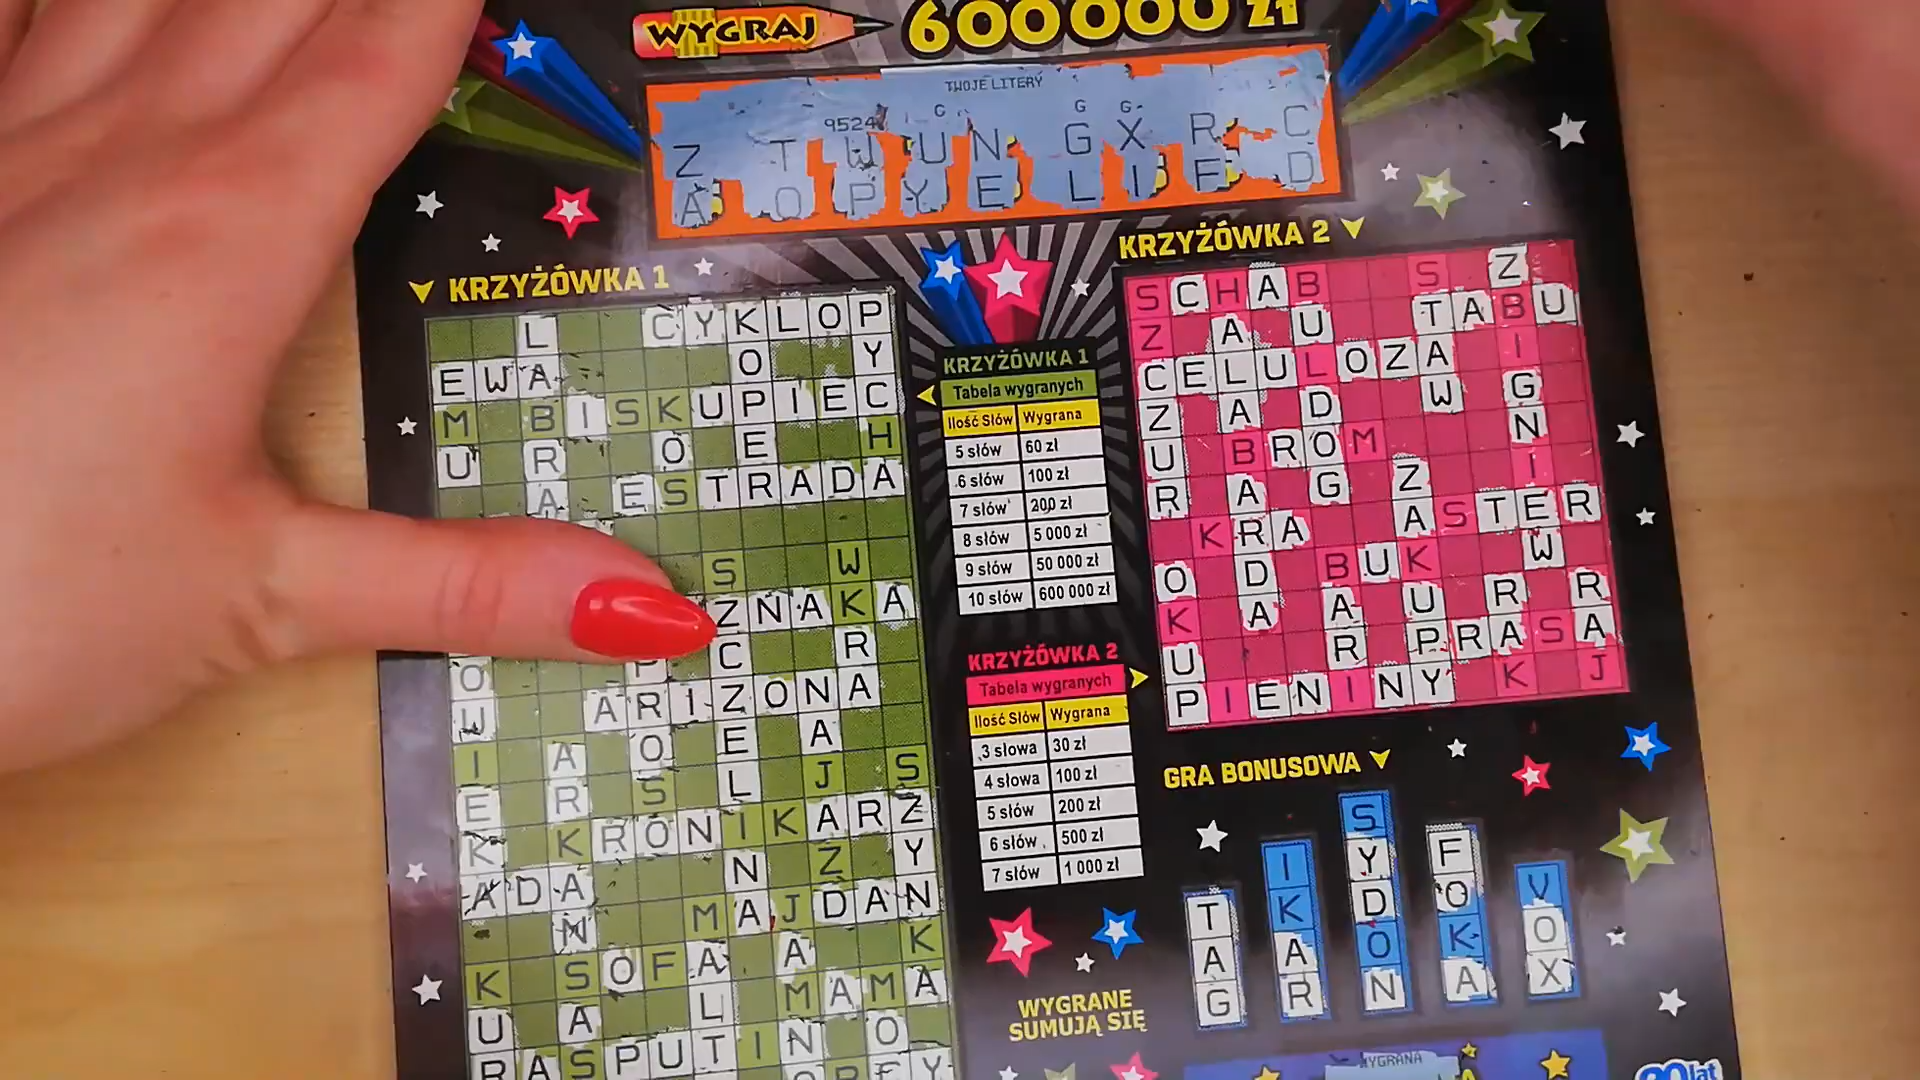 WYGRAJ 600 000 zł
TWOJE LITERY
G G G
9524
Z T W U N G X R C
A O P Y E L I F D
KRZYŻÓWKA 1
KRZYŻÓWKA 2
L CYKLOP
O Y
EWA
M BISKUPIEC
U R O E H
A ESTRADA
S W
ZNAKA
O P C R
W ARIZONA
I A O E A
E R S L J S
K KRONIKARZ
ADA N Z Y
N MAJDAN
K SOFA A K
U A L MAMA
RASPUTIN O
SCHAB S Z
Z A U TABU
CELULOZA I
Z A D W G
U BROM N
R A G Z I
KRA ASTER
O D BUK W
K A A U R R
U R PRASA
PIENINY K J
KRZYŻÓWKA 1
Tabela wygranych
Ilość Słów Wygrana
5 słów 60 zł
6 słów 100 zł
7 słów 200 zł
8 słów 5 000 zł
9 słów 50 000 zł
10 słów 600 000 zł
KRZYŻÓWKA 2
Tabela wygranych
Ilość Słów Wygrana
3 słowa 30 zł
4 słowa 100 zł
5 słów 200 zł
6 słów 500 zł
7 słów 1 000 zł
WYGRANE
SUMUJĄ SIĘ
GRA BONUSOWA
TAG
IKAR
SYDON
FOKA
VOX
WYGRANA
lat